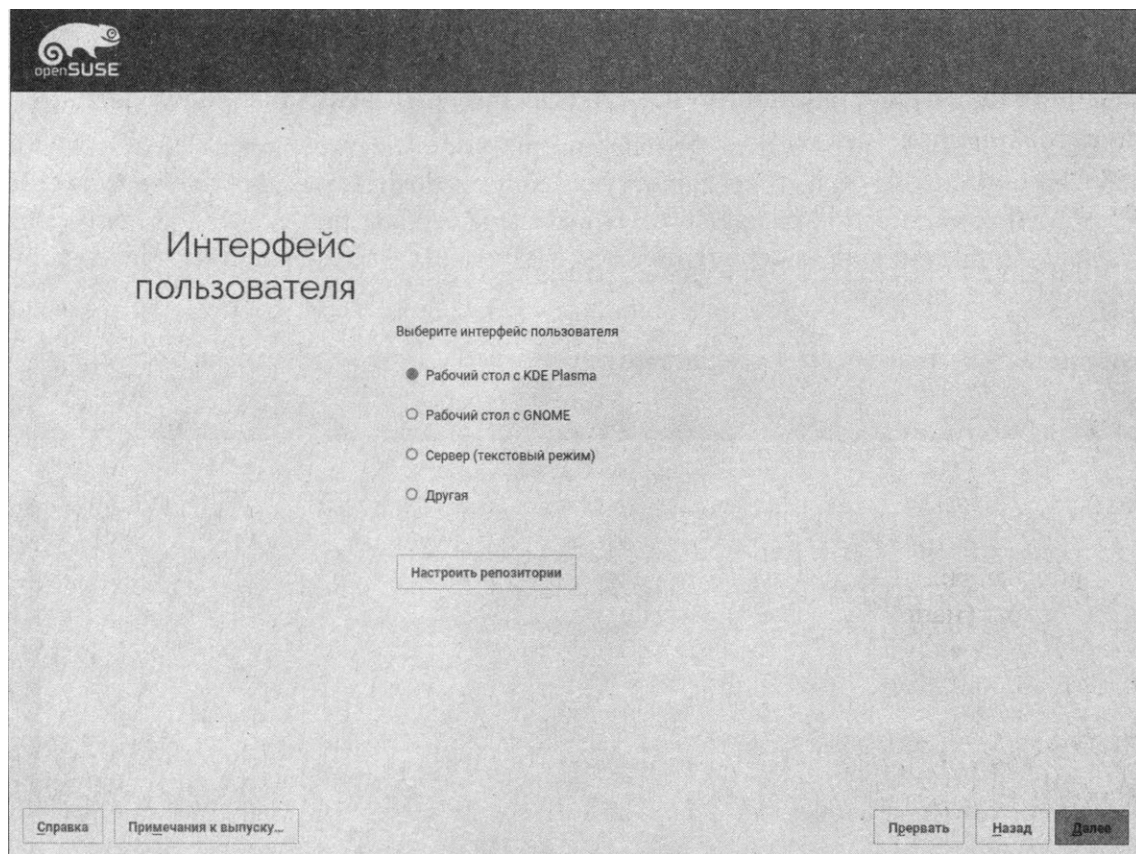 openSUSE
Интерфейс
пользователя
Выберите интерфейс пользователя
Рабочий стол с KDE Plasma
Рабочий стол с GNOME
Сервер (текстовый режим)
Другая
Настроить репозитории
Справка
Примечания к выпуску...
Прервать
Назад
Далее